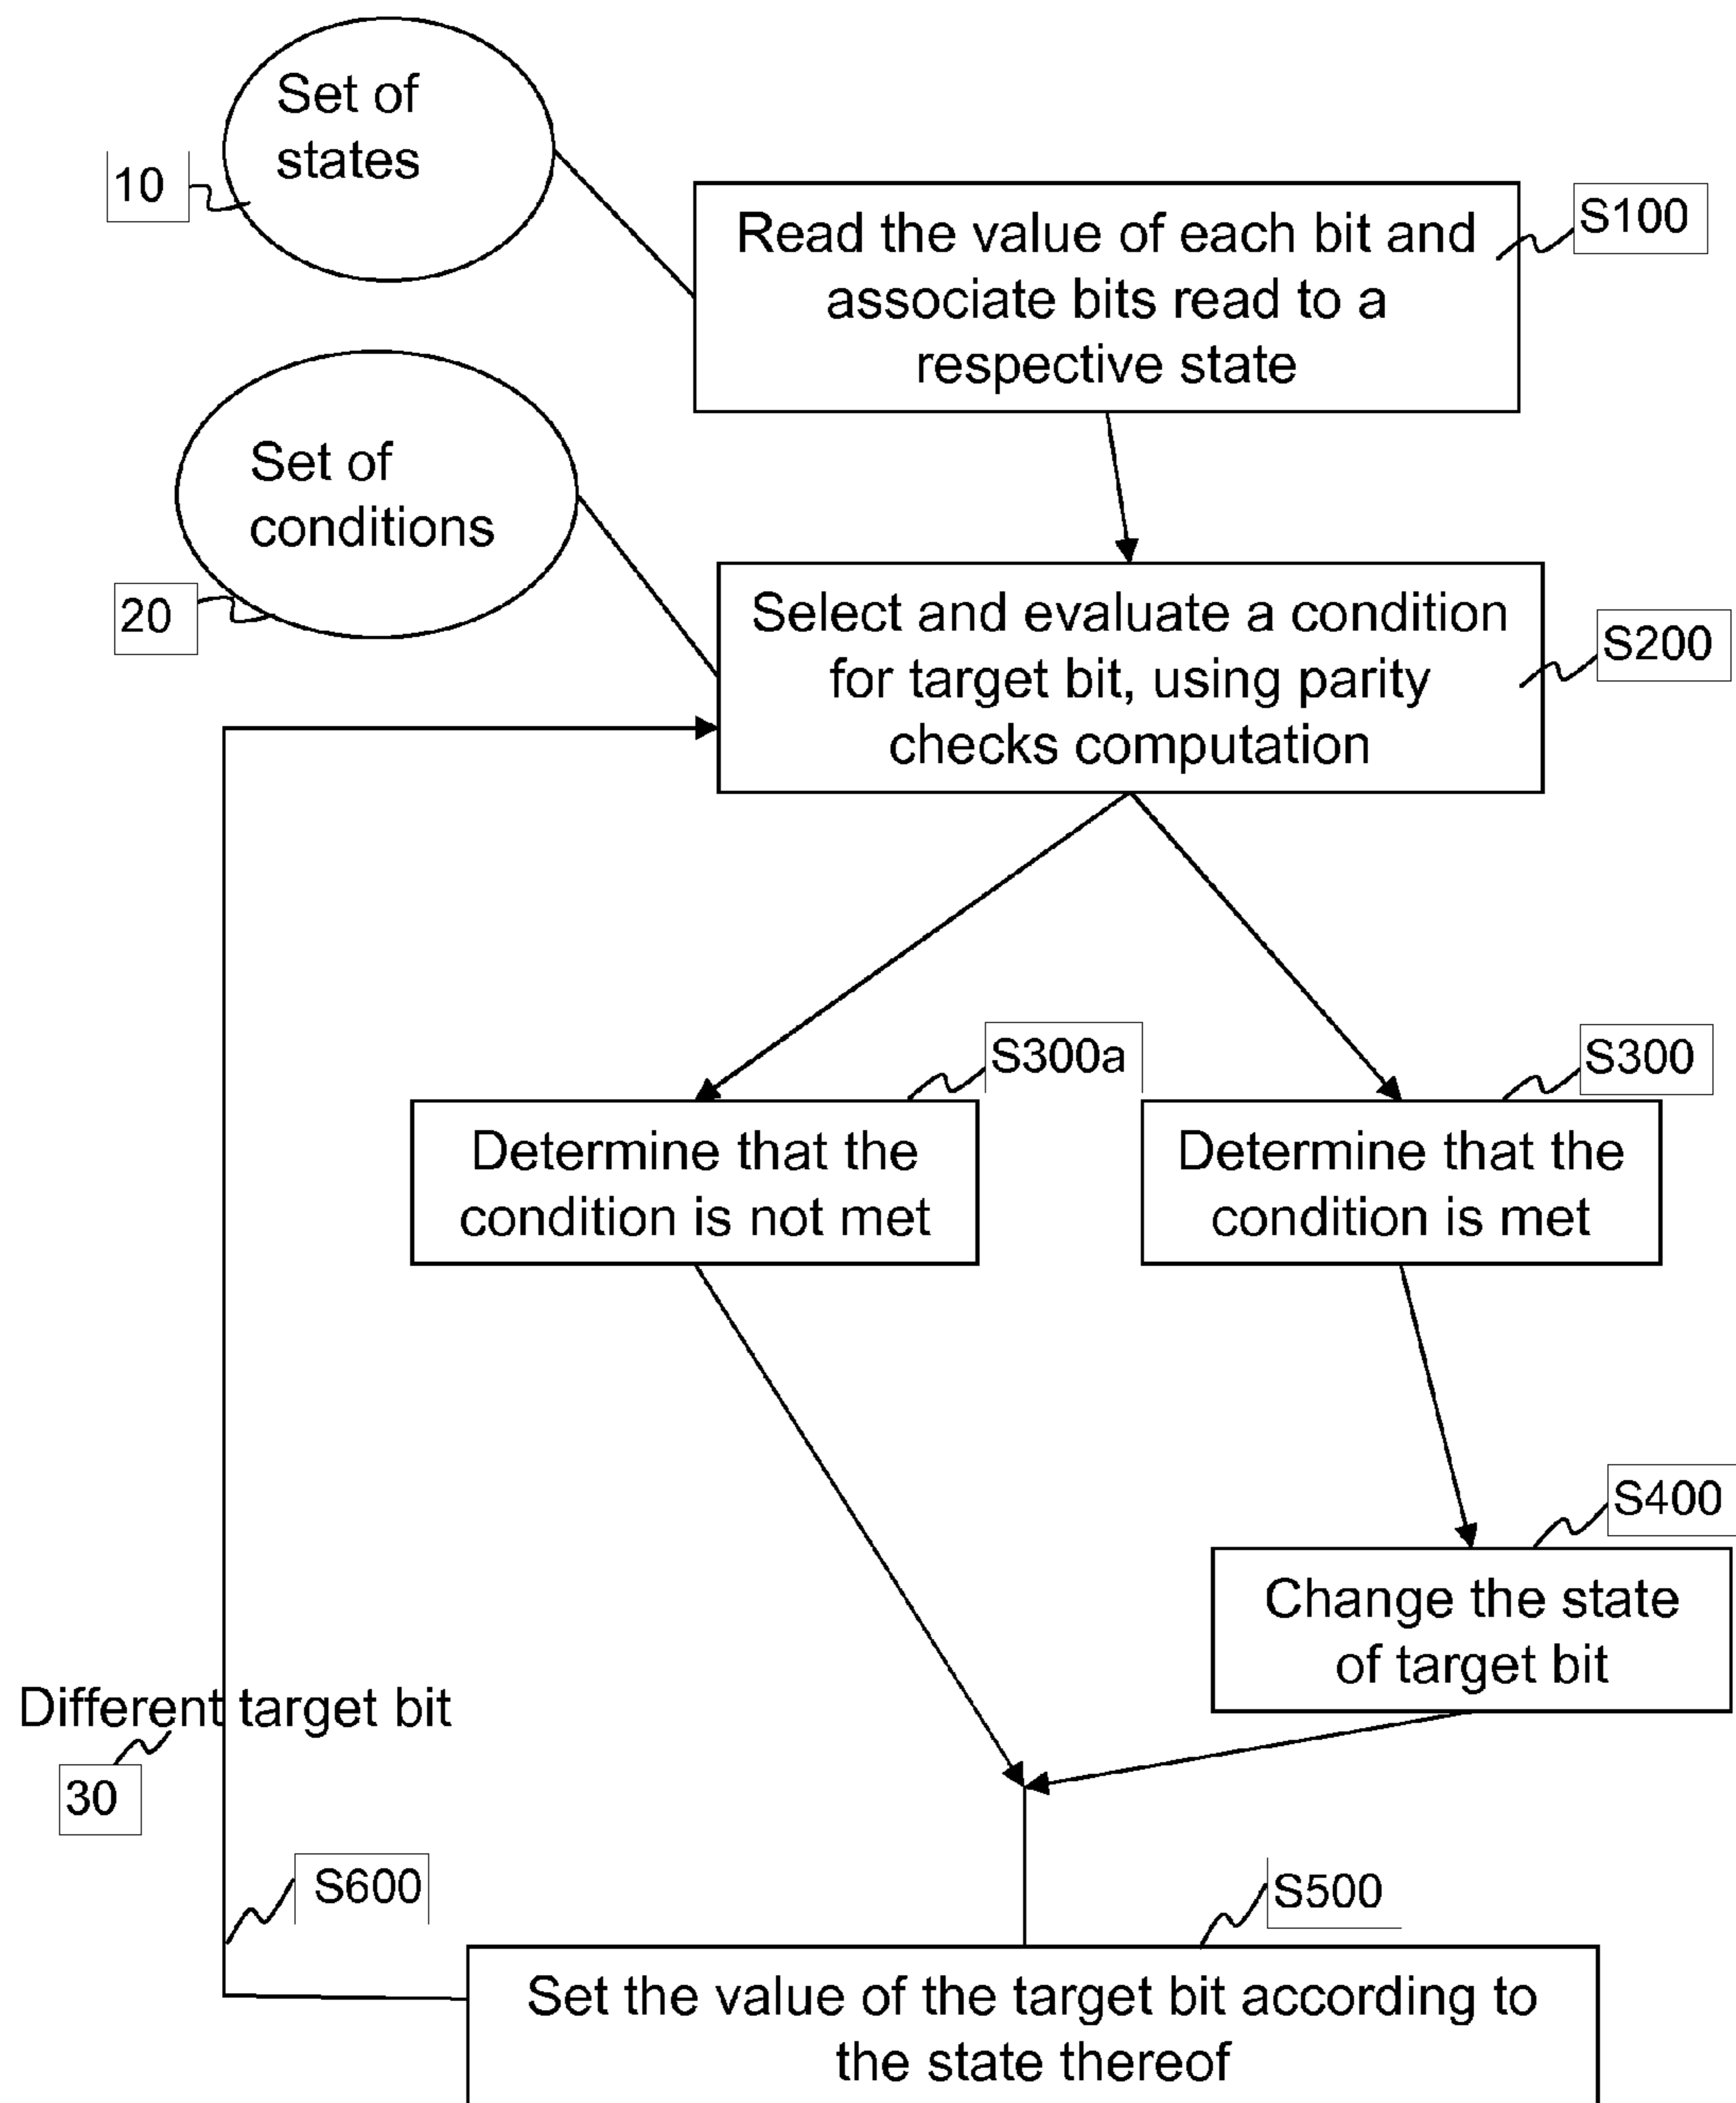 Set of
states
10
Read the value of each bit and
associate bits read to a
respective state
S100
Set of
conditions
20
Select and evaluate a condition
for target bit, using parity
checks computation
S200
S300a
S300
Determine that the
condition is not met
Determine that the
condition is met
S400
Change the state
of target bit
Different target bit
30
S600
S500
Set the value of the target bit according to
the state thereof